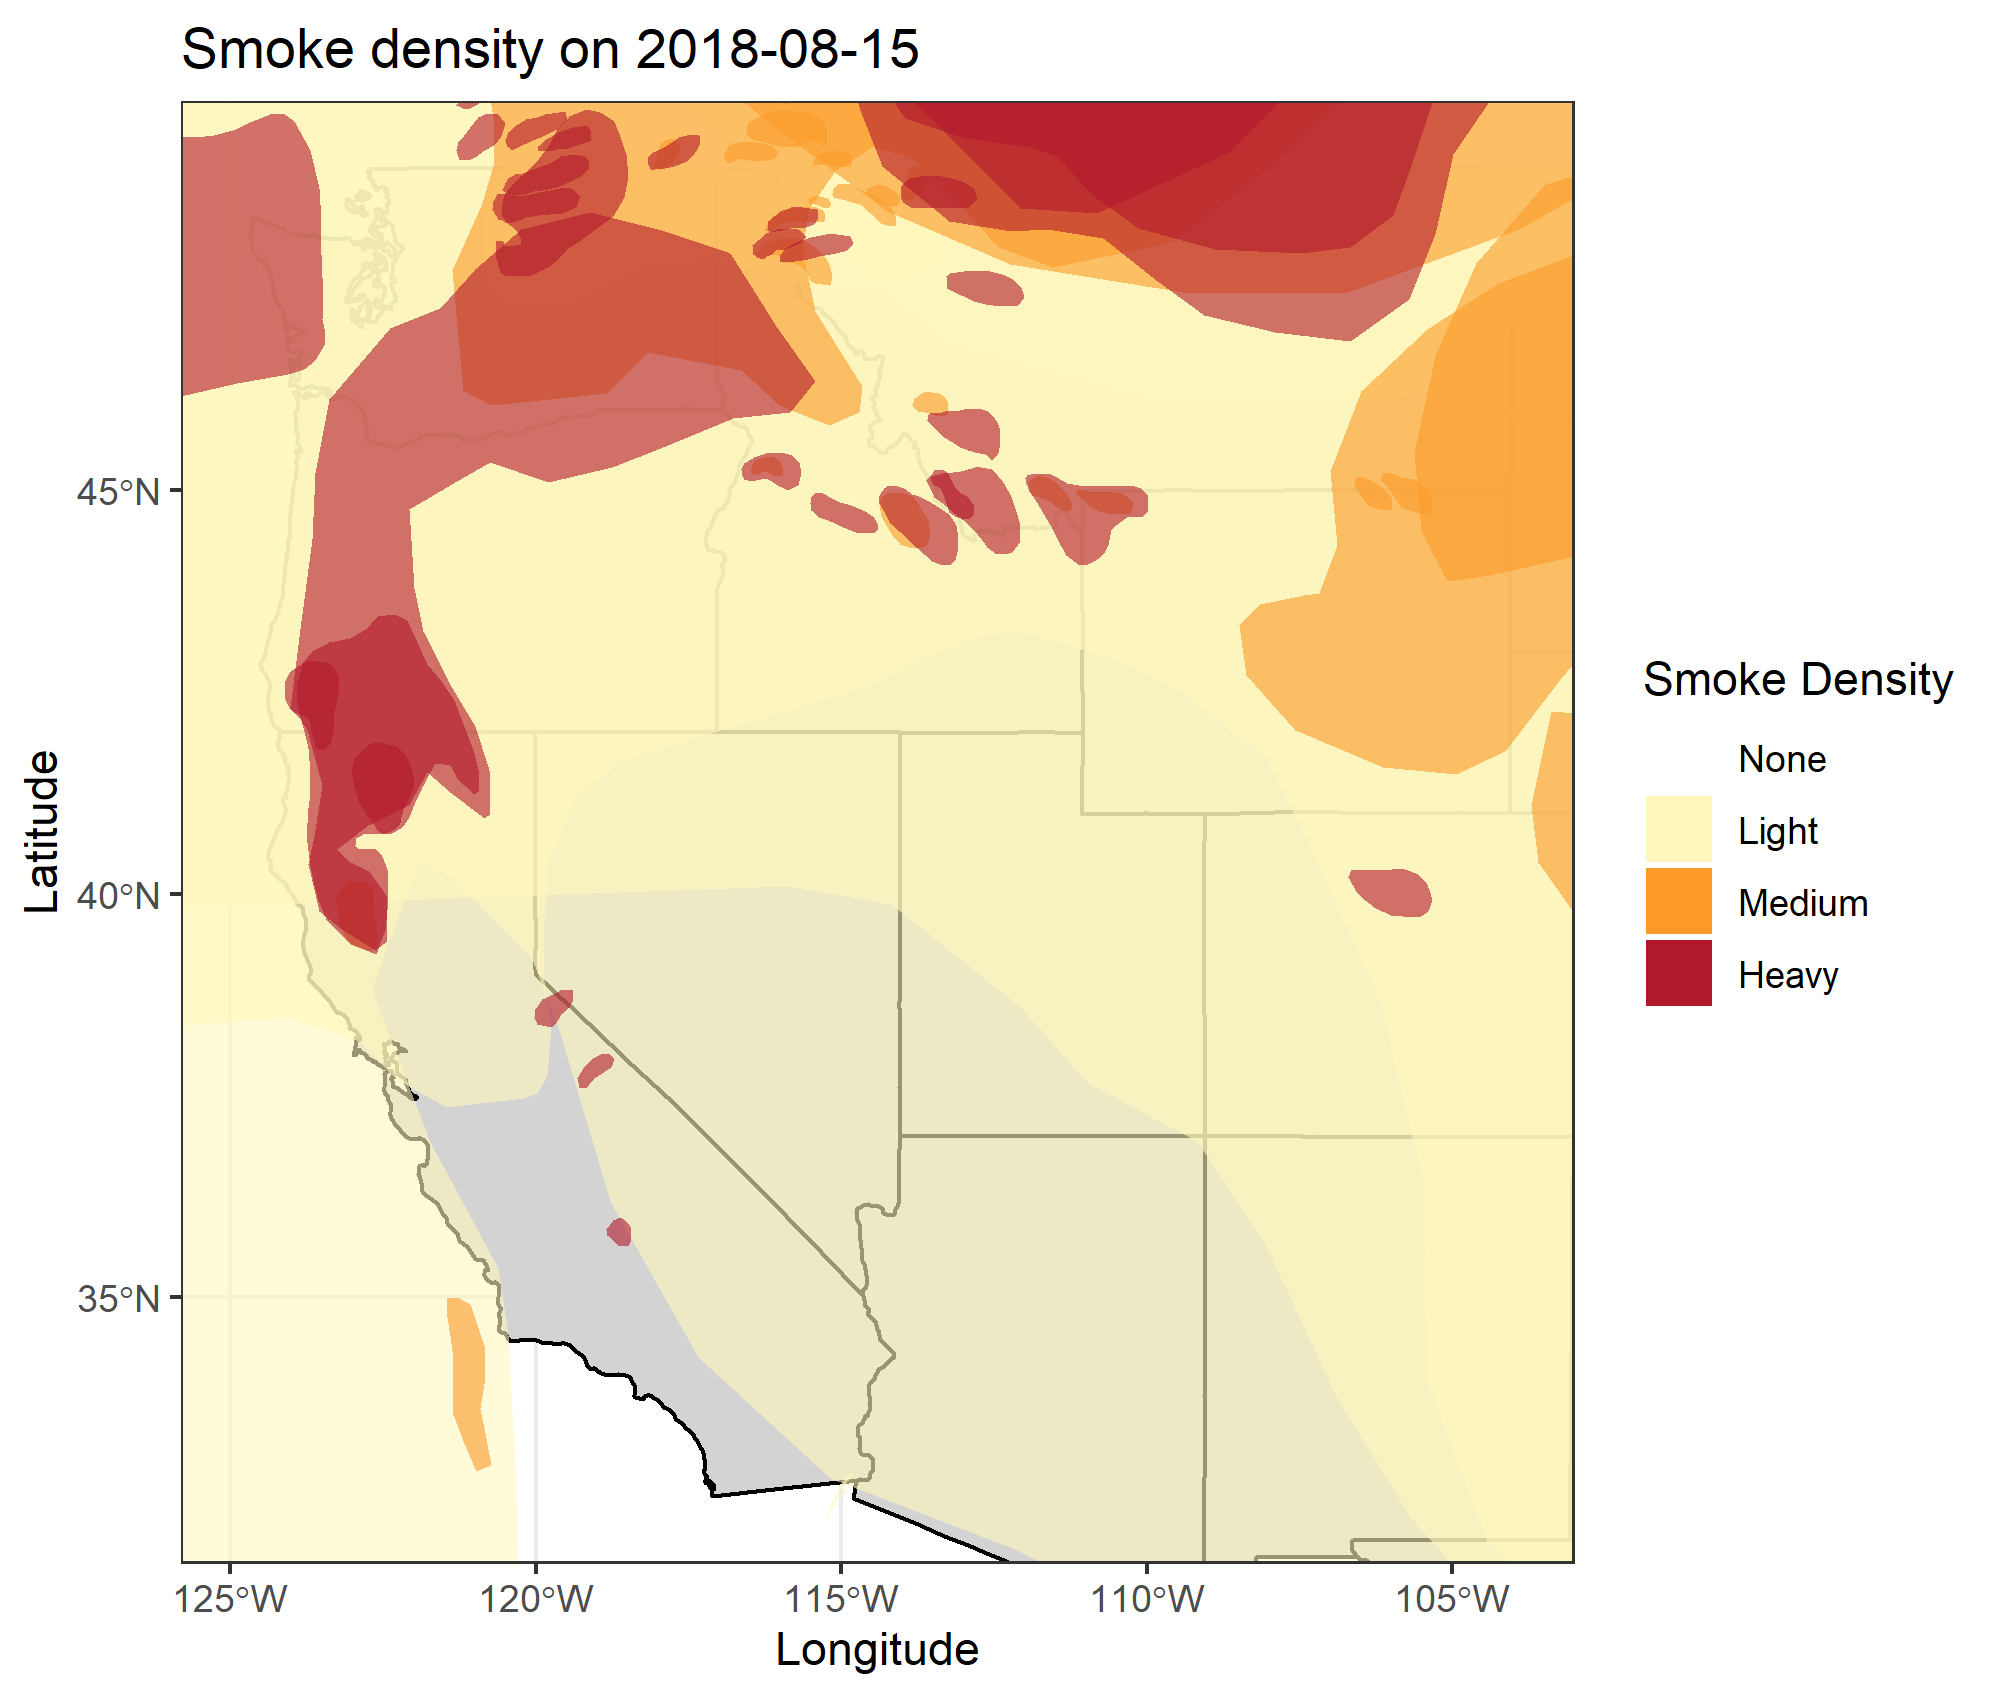 Smoke density on 2018-08-15
Latitude
45°N
40°N
35°N
125°W
120°W
115°W
110°W
105°W
Longitude
Smoke Density
None
Light
Medium
Heavy